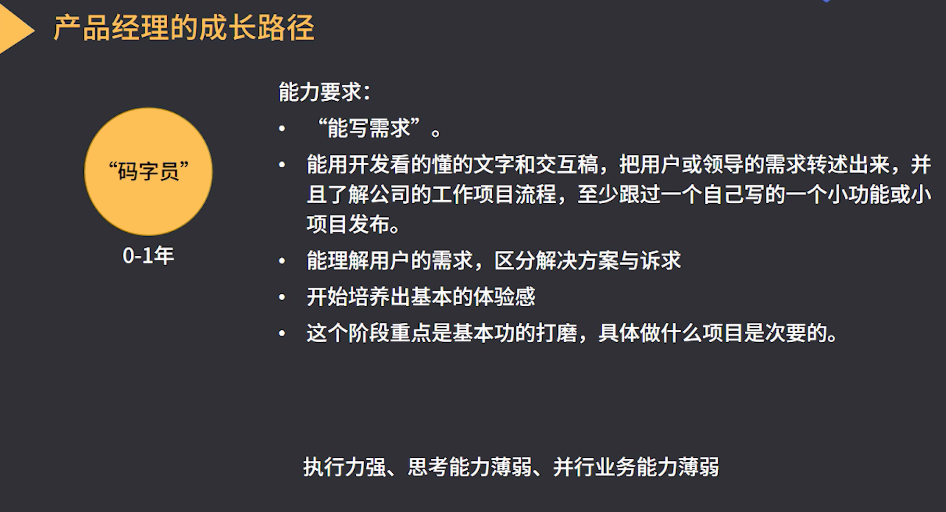 产品经理的成长路径
能力要求：
• “能写需求”。
• 能用开发看的懂的文字和交互稿，把用户或领导的需求转述出来，并
且了解公司的工作项目流程，至少跟过一个自己写的一个小功能或小
项目发布。
“码字员”
0-1年
• 能理解用户的需求，区分解决方案与诉求
• 开始培养出基本的体验感
• 这个阶段重点是基本功的打磨，具体做什么项目是次要的。
执行力强、思考能力薄弱、并行业务能力薄弱